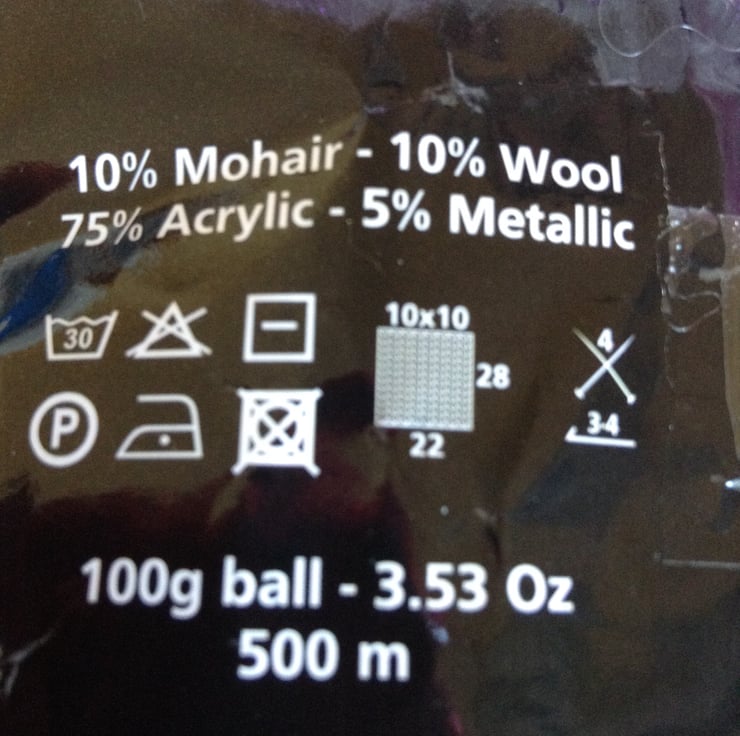 10% Mohair - 10% Wool
75% Acrylic - 5% Metallic
30
10x10
28
22
4
3-4
P
100g ball - 3.53 Oz
500 m